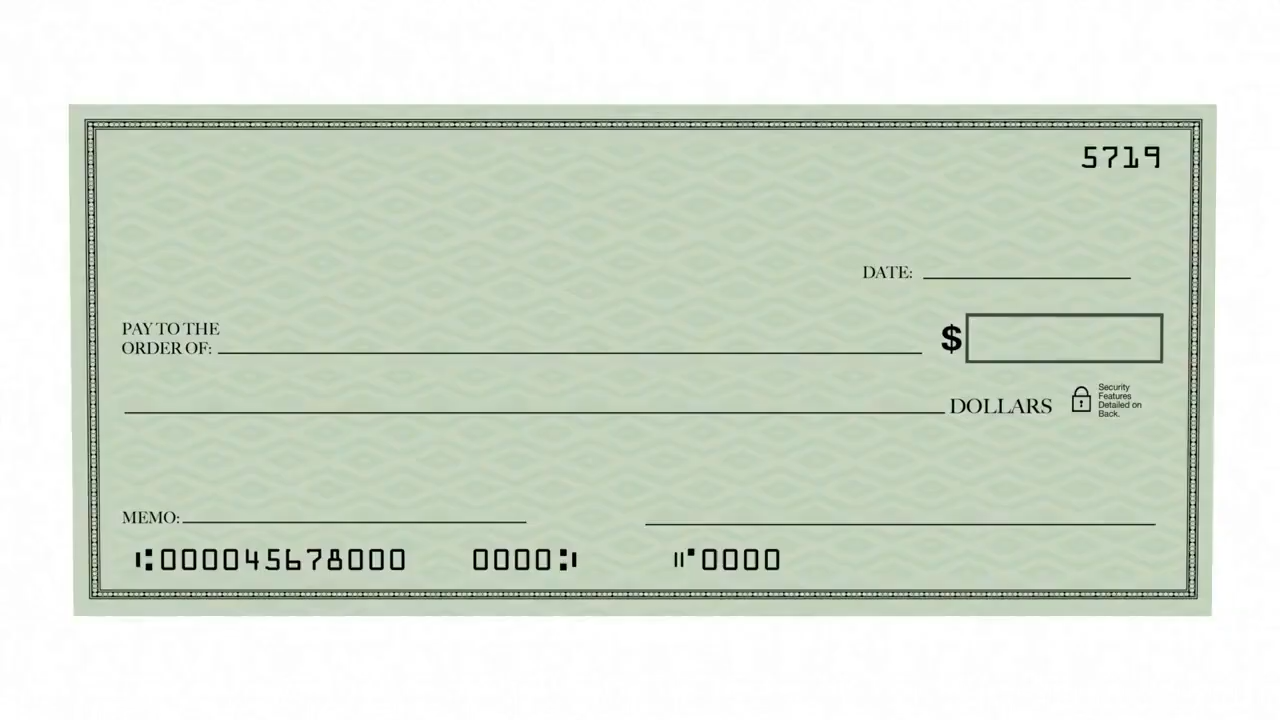 5719
DATE:
PAY TO THE
ORDER OF:
$
DOLLARS
Security
Features
Detailed on
Back.
MEMO:
⑆000045678000 0000⑆ ⑈0000